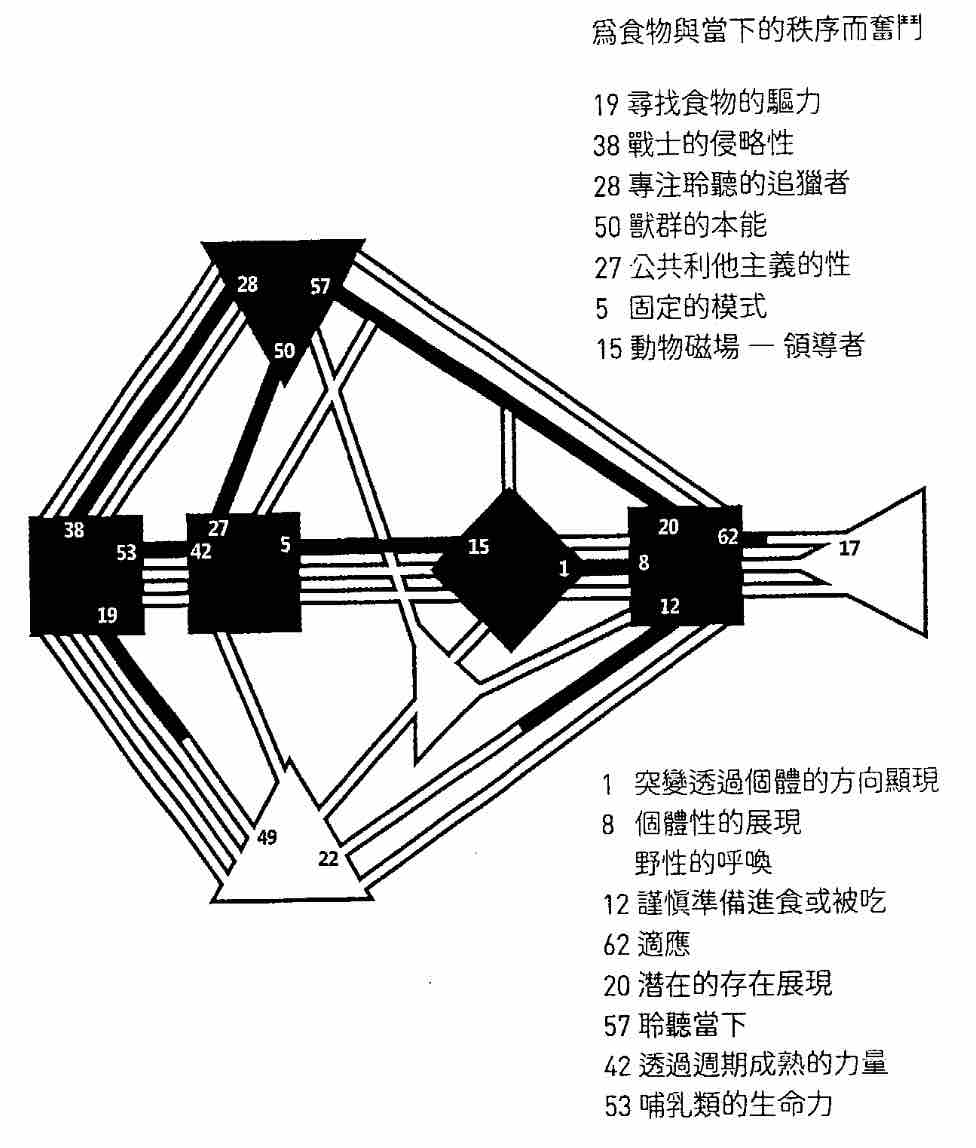 爲食物與當下的秩序而奮鬥
19 尋找食物的驅力
38 戰士的侵略性
28 專注聆聽的追獵者
50 獸群的本能
27 公共利他主義的性
5 固定的模式
15 動物磁場 — 領導者
28
57
50
38
53
19
27
42
5
15
1
20
62
8
12
17
49
22
1 突變透過個體的方向顯現
8 個體性的展現
野性的呼喚
12 謹慎準備進食或被吃
62 適應
20 潛在的存在展現
57 聆聽當下
42 透過週期成熟的力量
53 哺乳類的生命力